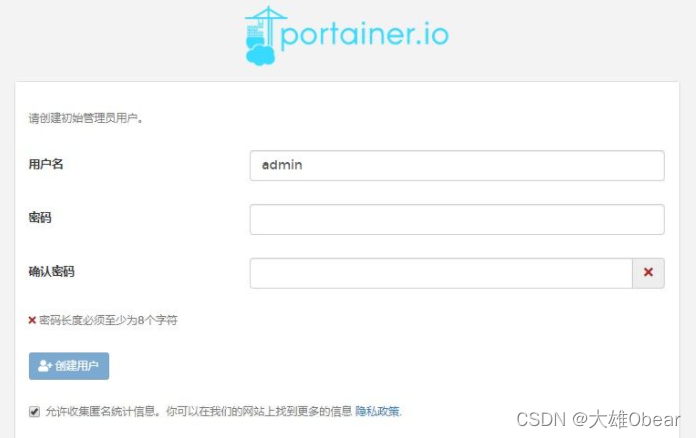 portainer.io
请创建初始管理员用户。
用户名 admin
密码
确认密码
密码长度必须至少为8个字符
创建用户
允许收集匿名统计信息。你可以在我们的网站上找到更多的信息 隐私政策.
CSDN @大雄Obear